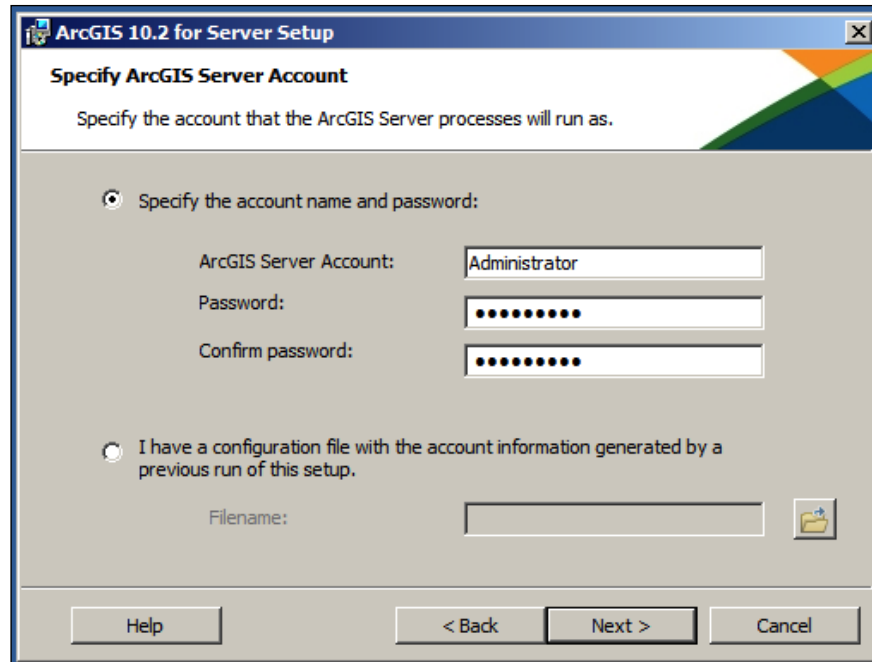 ArcGIS 10.2 for Server Setup
Specify ArcGIS Server Account
Specify the account that the ArcGIS Server processes will run as.
Specify the account name and password:
ArcGIS Server Account: Administrator
Password: ●●●●●●●●●
Confirm password: ●●●●●●●●●
I have a configuration file with the account information generated by a
previous run of this setup.
Filename:
Help < Back Next > Cancel